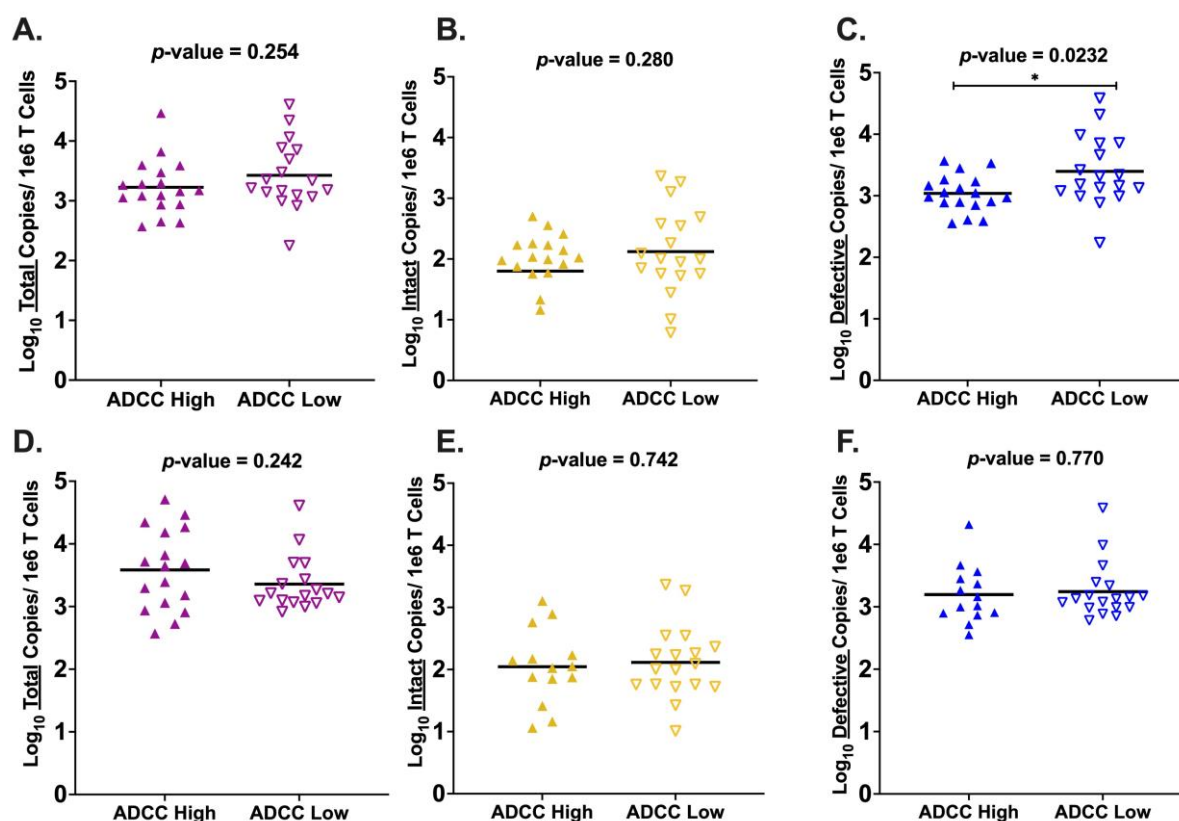 A.
p-value = 0.254
Log10 Total Copies/ 1e6 T Cells
5
4
3
2
1
0
ADCC High
ADCC Low
B.
p-value = 0.280
Log10 Intact Copies/ 1e6 T Cells
5
4
3
2
1
0
ADCC High
ADCC Low
C.
p-value = 0.0232
*
Log10 Defective Copies/ 1e6 T Cells
5
4
3
2
1
0
ADCC High
ADCC Low
D.
p-value = 0.242
Log10 Total Copies/ 1e6 T Cells
5
4
3
2
1
0
ADCC High
ADCC Low
E.
p-value = 0.742
Log10 Intact Copies/ 1e6 T Cells
5
4
3
2
1
0
ADCC High
ADCC Low
F.
p-value = 0.770
Log10 Defective Copies/ 1e6 T Cells
5
4
3
2
1
0
ADCC High
ADCC Low